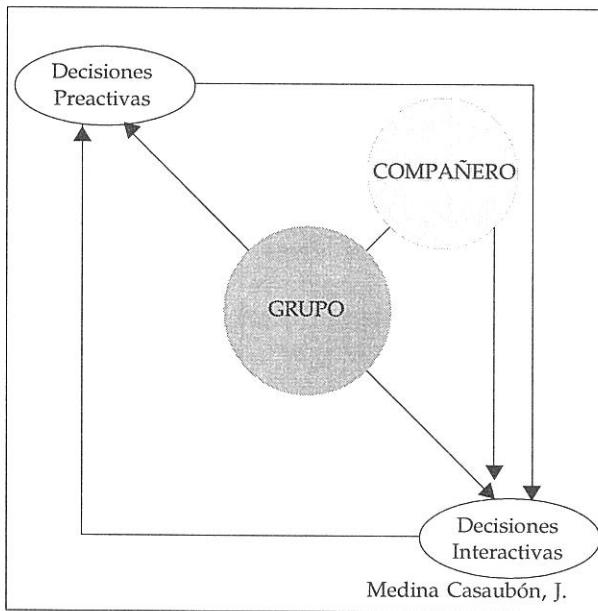 Decisiones
Preactivas
COMPAÑERO
GRUPO
Decisiones
Interactivas
Medina Casaubón, J.